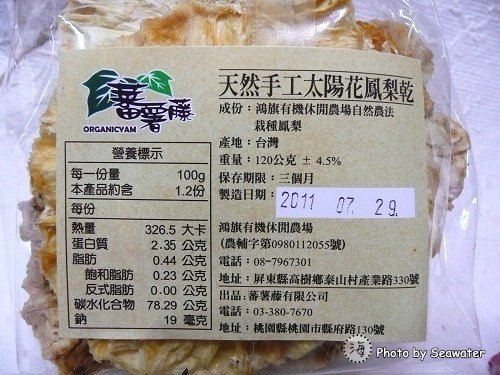 蕃薯藤
ORGANICYAM
營養標示
每一份量 100g
本產品約含 1.2份
每份
熱量 326.5 大卡
蛋白質 2.35 公克
脂肪 0.44 公克
飽和脂肪 0.23 公克
反式脂肪 0.00 公克
碳水化合物 78.29 公克
鈉 19 毫克
天然手工太陽花鳳梨乾
成份：鴻旗有機休閒農場自然農法
栽種鳳梨
產地：台灣
重量：120公克 ± 4.5%
保存期限：三個月
製造日期：2011 07. 29.
鴻旗有機休閒農場
(農輔字第0980112055號)
電話：08-7967301
地址：屏東縣高樹鄉泰山村產業路330號
出品：蕃薯藤有限公司
電話：03-380-7670
地址：桃園縣桃園市縣府路130號
海 Photo by Seawater